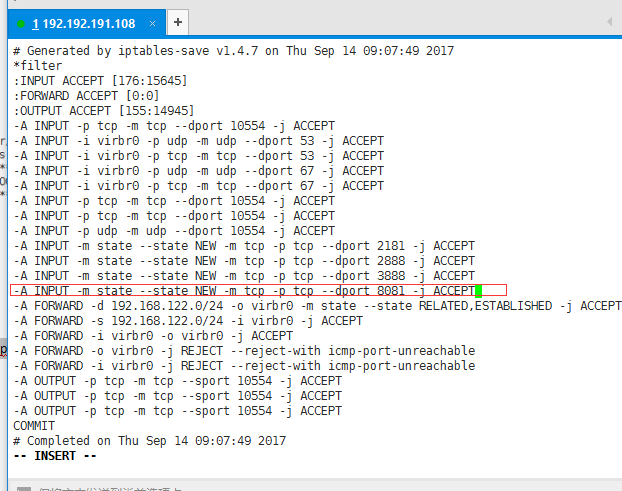 1 192.192.191.108 × +
# Generated by iptables-save v1.4.7 on Thu Sep 14 09:07:49 2017
*filter
:INPUT ACCEPT [176:15645]
:FORWARD ACCEPT [0:0]
:OUTPUT ACCEPT [155:14945]
-A INPUT -p tcp -m tcp --dport 10554 -j ACCEPT
-A INPUT -i virbr0 -p udp -m udp --dport 53 -j ACCEPT
-A INPUT -i virbr0 -p tcp -m tcp --dport 53 -j ACCEPT
-A INPUT -i virbr0 -p udp -m udp --dport 67 -j ACCEPT
-A INPUT -i virbr0 -p tcp -m tcp --dport 67 -j ACCEPT
-A INPUT -p tcp -m tcp --dport 10554 -j ACCEPT
-A INPUT -p tcp -m tcp --dport 10554 -j ACCEPT
-A INPUT -p udp -m udp --dport 10554 -j ACCEPT
-A INPUT -m state --state NEW -m tcp -p tcp --dport 2181 -j ACCEPT
-A INPUT -m state --state NEW -m tcp -p tcp --dport 2888 -j ACCEPT
-A INPUT -m state --state NEW -m tcp -p tcp --dport 3888 -j ACCEPT
-A INPUT -m state --state NEW -m tcp -p tcp --dport 8081 -j ACCEPT
-A FORWARD -d 192.168.122.0/24 -o virbr0 -m state --state RELATED,ESTABLISHED -j ACCEPT
-A FORWARD -s 192.168.122.0/24 -i virbr0 -j ACCEPT
-A FORWARD -i virbr0 -o virbr0 -j ACCEPT
-A FORWARD -o virbr0 -j REJECT --reject-with icmp-port-unreachable
-A FORWARD -i virbr0 -j REJECT --reject-with icmp-port-unreachable
-A OUTPUT -p tcp -m tcp --sport 10554 -j ACCEPT
-A OUTPUT -p tcp -m tcp --sport 10554 -j ACCEPT
-A OUTPUT -p tcp -m tcp --sport 10554 -j ACCEPT
COMMIT
# Completed on Thu Sep 14 09:07:49 2017
-- INSERT --